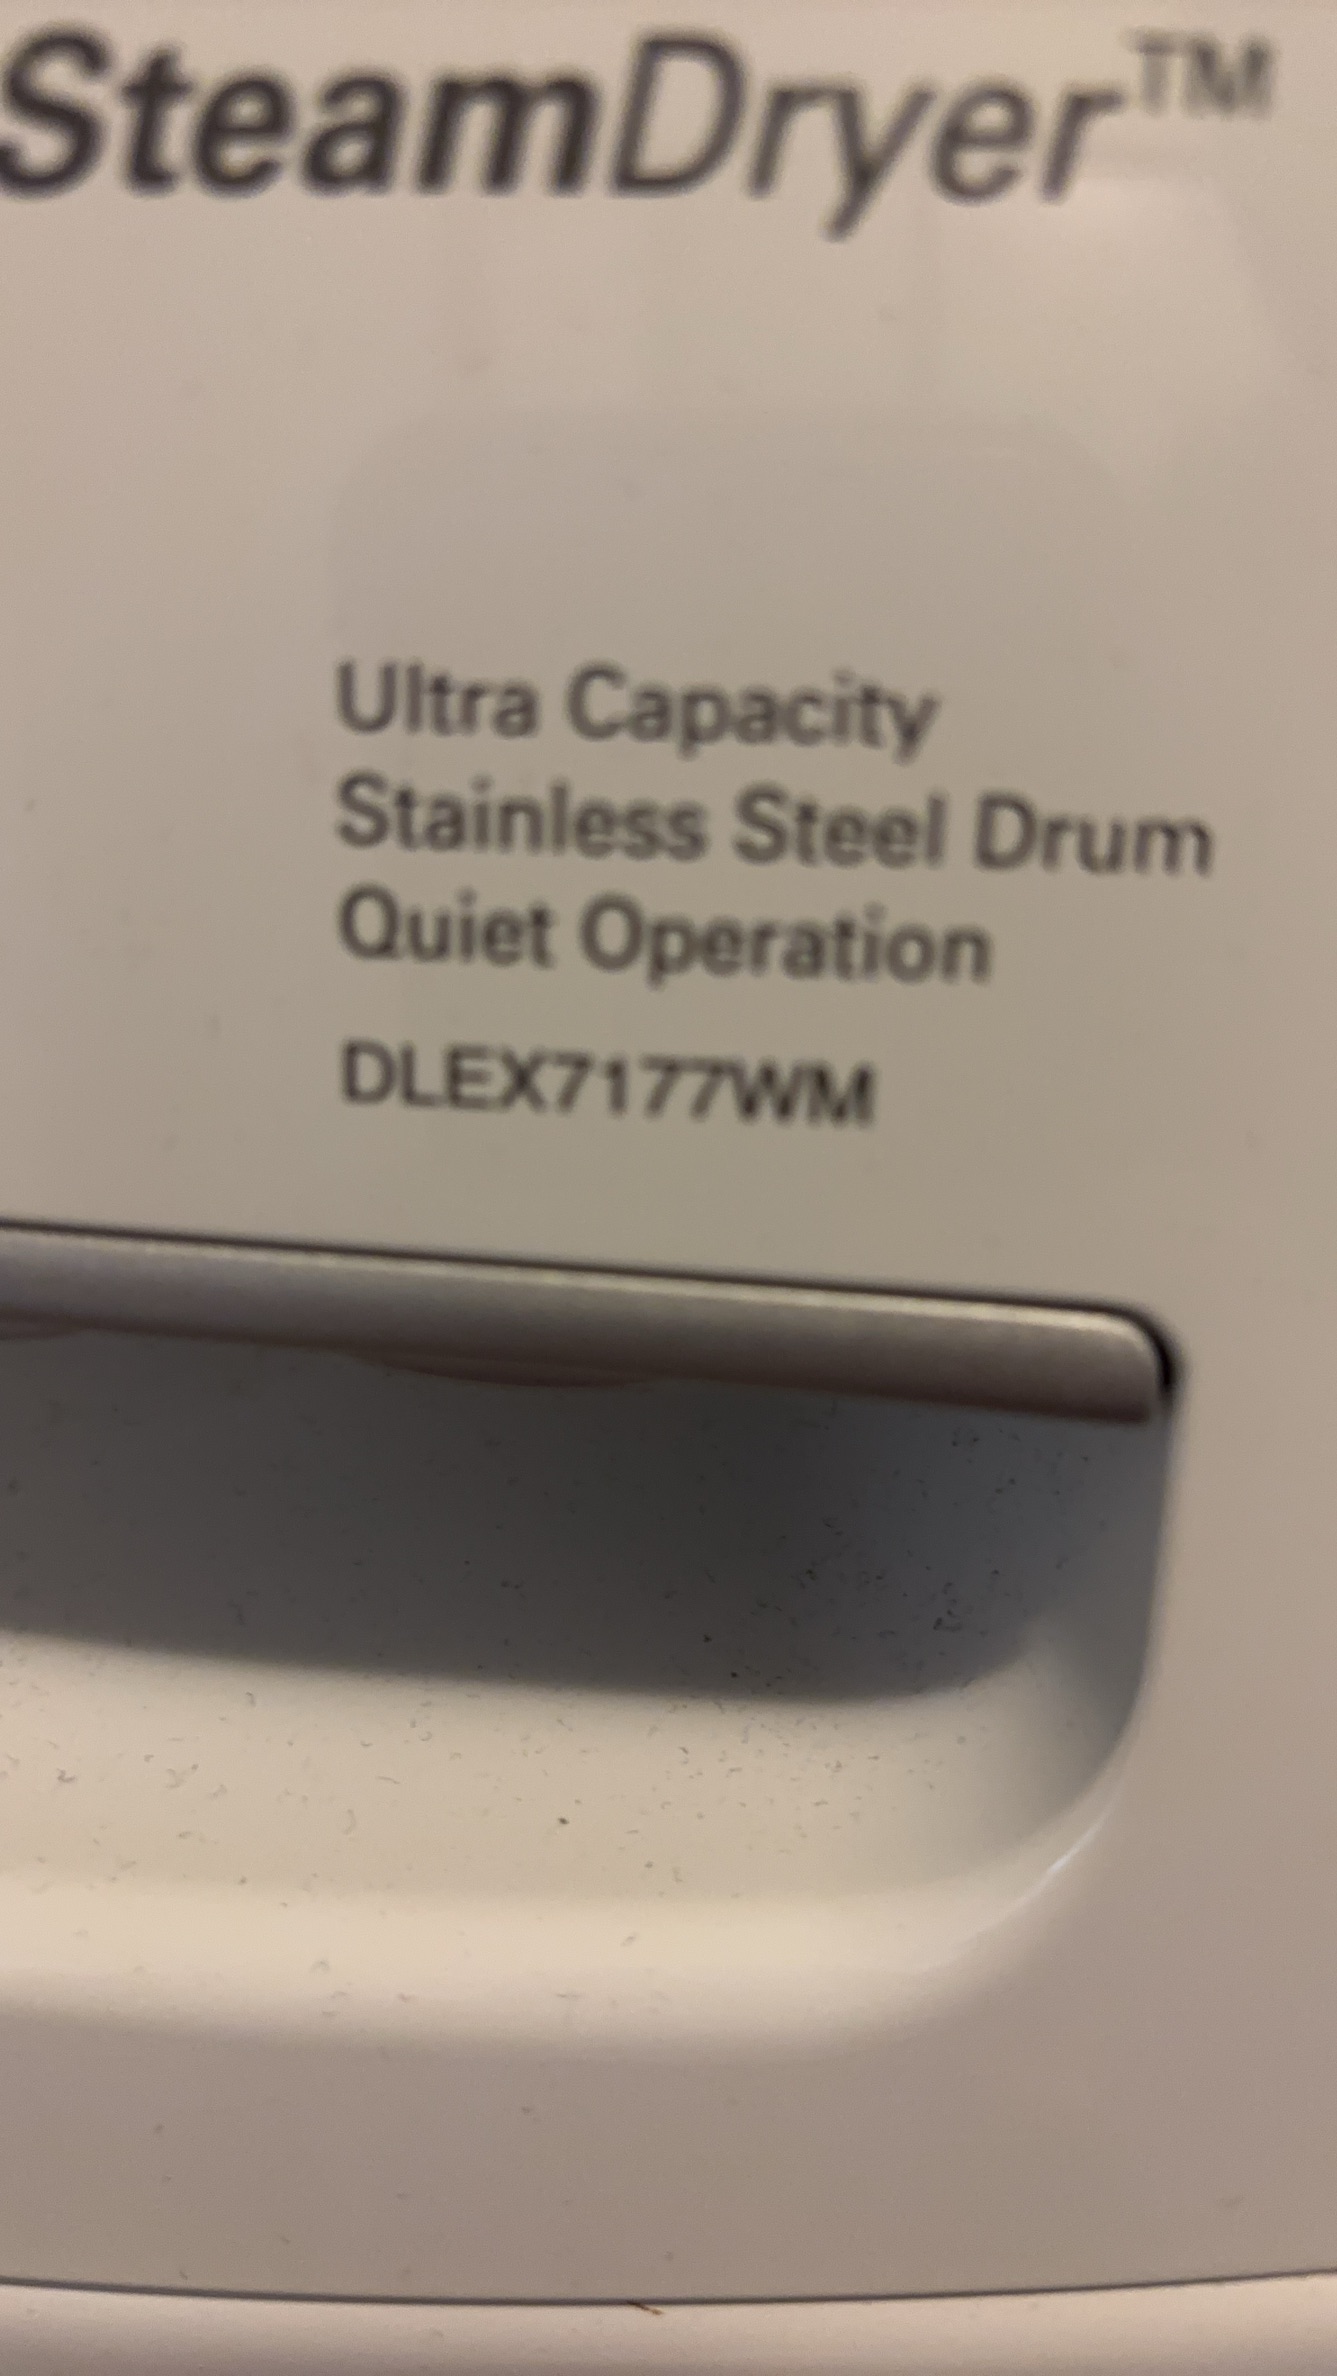 SteamDryer™
Ultra Capacity
Stainless Steel Drum
Quiet Operation
DLEX7177WM